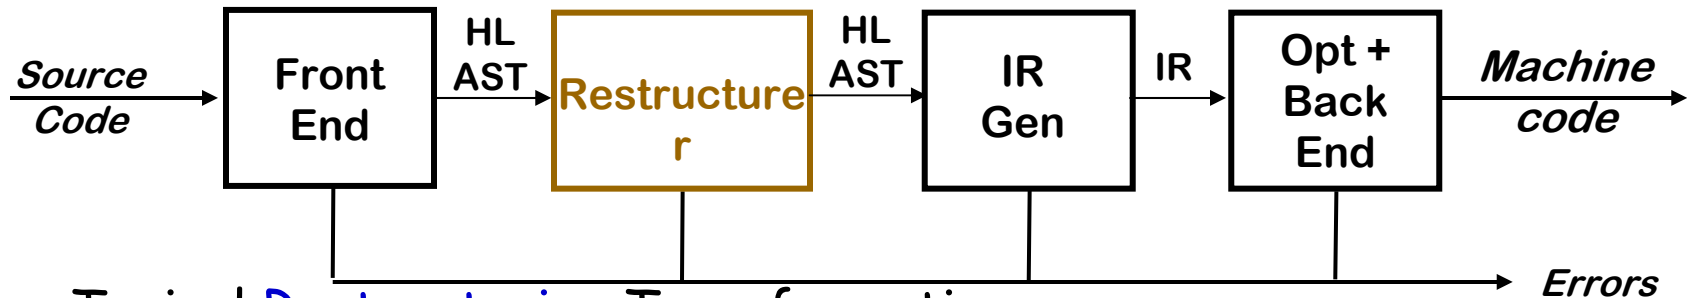 Source
Code
Front
End
HL
AST
Restructure
r
HL
AST
IR
Gen
IR
Opt +
Back
End
Machine
code
Errors